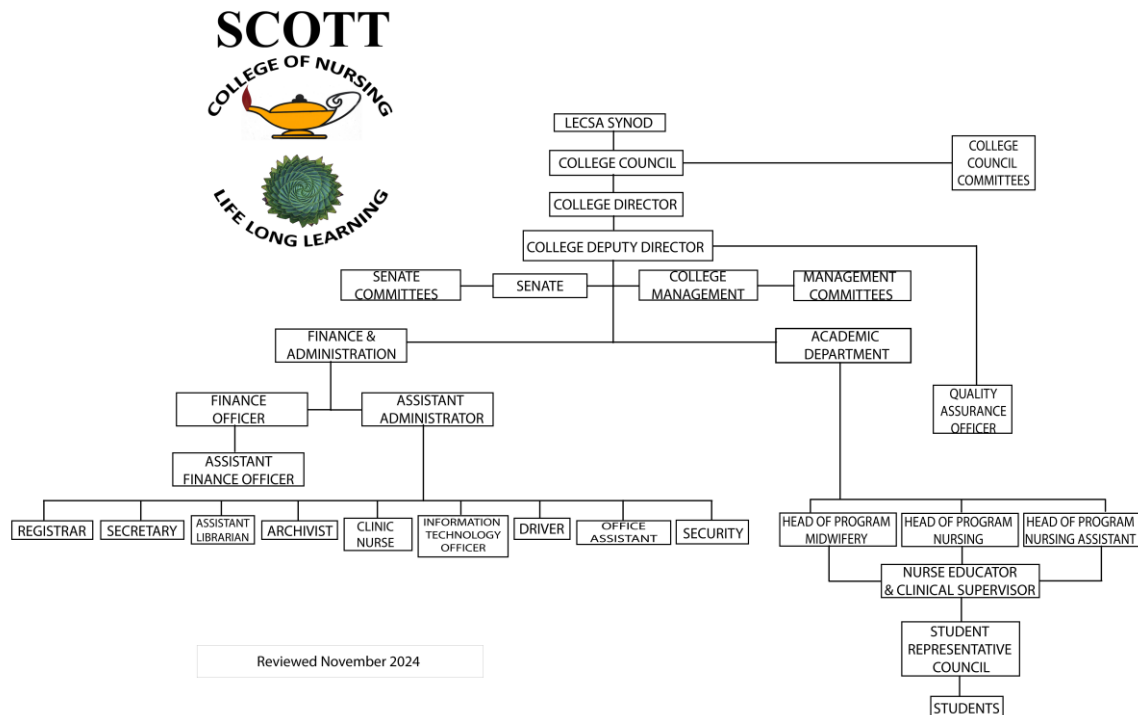 SCOTT
COLLEGE OF NURSING
LIFE LONG LEARNING
LECSA SYNOD
COLLEGE COUNCIL
COLLEGE
COUNCIL
COMMITTEES
COLLEGE DIRECTOR
COLLEGE DEPUTY DIRECTOR
SENATE
COMMITTEES
SENATE
COLLEGE
MANAGEMENT
MANAGEMENT
COMMITTEES
FINANCE &
ADMINISTRATION
ACADEMIC
DEPARTMENT
FINANCE
OFFICER
ASSISTANT
ADMINISTRATOR
QUALITY
ASSURANCE
OFFICER
ASSISTANT
FINANCE OFFICER
REGISTRAR
SECRETARY
ASSISTANT
LIBRARIAN
ARCHIVIST
CLINIC
NURSE
INFORMATION
TECHNOLOGY
OFFICER
DRIVER
OFFICE
ASSISTANT
SECURITY
HEAD OF PROGRAM
MIDWIFERY
HEAD OF PROGRAM
NURSING
HEAD OF PROGRAM
NURSING ASSISTANT
NURSE EDUCATOR
& CLINICAL SUPERVISOR
STUDENT
REPRESENTATIVE
COUNCIL
STUDENTS
Reviewed November 2024